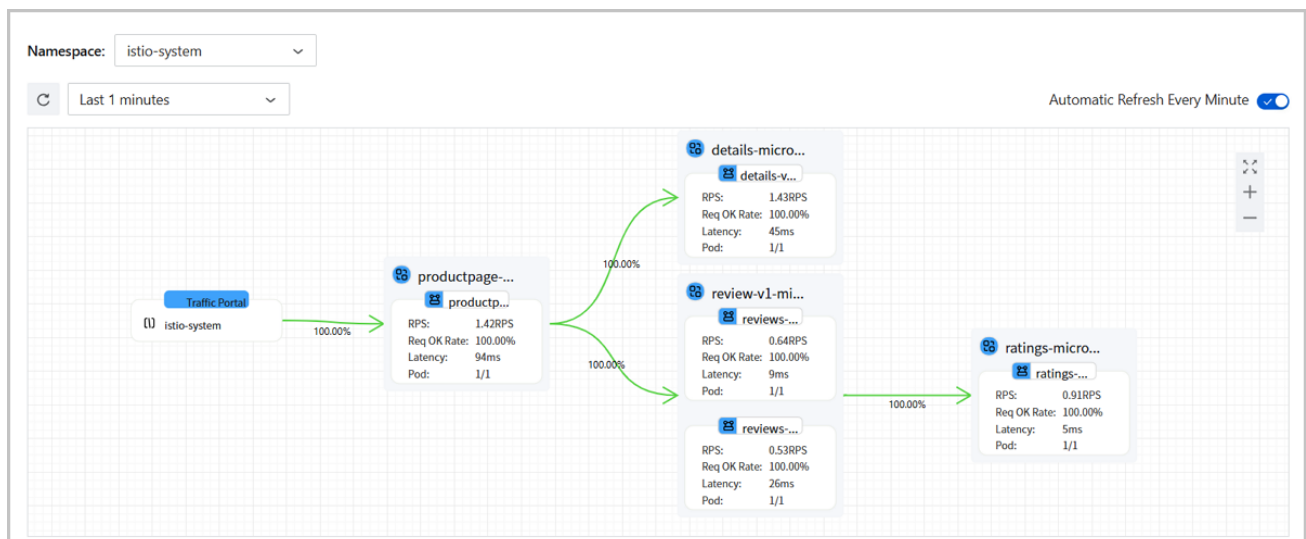 Namespace: istio-system
Last 1 minutes
Automatic Refresh Every Minute
Traffic Portal
istio-system
100.00%
productpage-...
productp...
RPS: 1.42RPS
Req OK Rate: 100.00%
Latency: 94ms
Pod: 1/1
100.00%
100.00%
details-micro...
details-v...
RPS: 1.43RPS
Req OK Rate: 100.00%
Latency: 45ms
Pod: 1/1
review-v1-mi...
reviews-...
RPS: 0.64RPS
Req OK Rate: 100.00%
Latency: 9ms
Pod: 1/1
reviews-...
RPS: 0.53RPS
Req OK Rate: 100.00%
Latency: 26ms
Pod: 1/1
100.00%
ratings-micro...
ratings-...
RPS: 0.91RPS
Req OK Rate: 100.00%
Latency: 5ms
Pod: 1/1